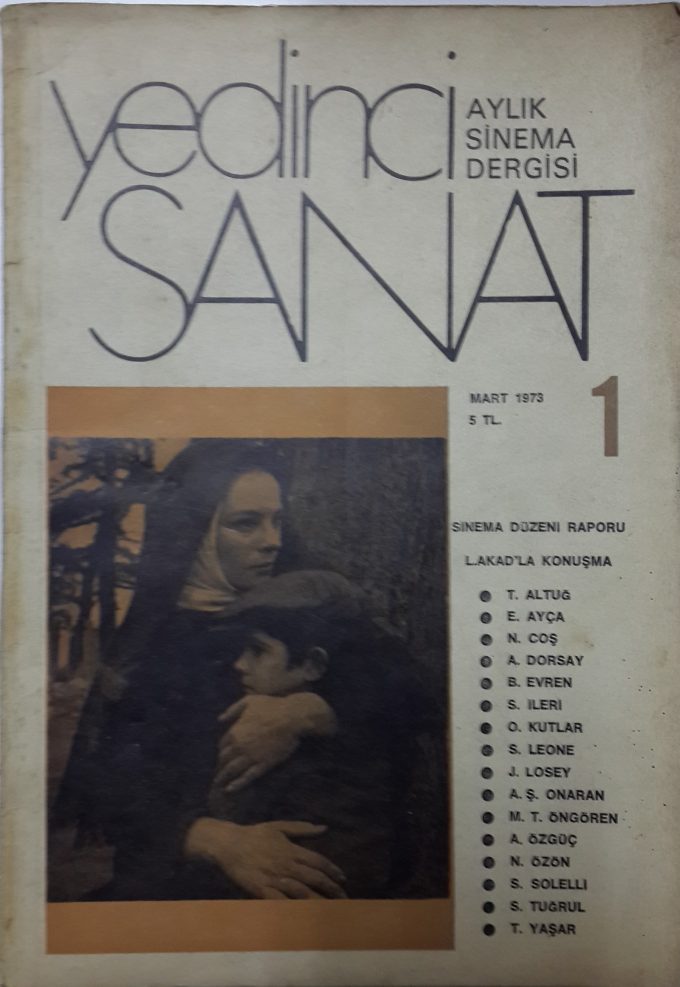 yedinci
SANAT
AYLIK
SİNEMA
DERGİSİ
MART 1973
5 TL.
1
SİNEMA DÜZENİ RAPORU
L.AKAD'LA KONUŞMA
● T. ALTUĞ
● E. AYÇA
● N. COŞ
● A. DORSAY
● B. EVREN
● S. ILERI
● O. KUTLAR
● S. LEONE
● J. LOSEY
● A. Ş. ONARAN
● M. T. ÖNGÖREN
● A. ÖZGÜÇ
● N. ÖZÖN
● S. SOLELLI
● S. TUĞRUL
● T. YAŞAR